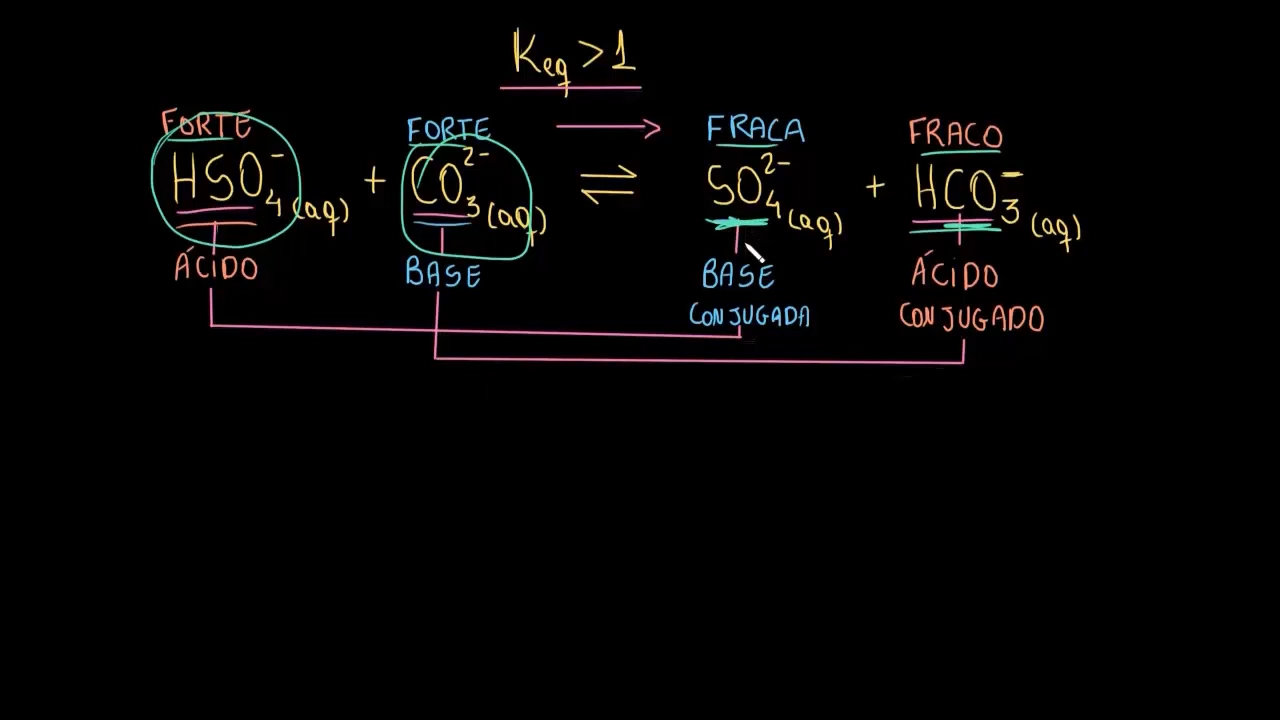 Keq > 1
FORTE FORTE → FRACA FRACO
HSO₄⁻(aq) + CO₃²⁻(aq) ⇌ SO₄²⁻(aq) + HCO₃⁻(aq)
ÁCIDO BASE BASE ÁCIDO
CONJUGADA CONJUGADO